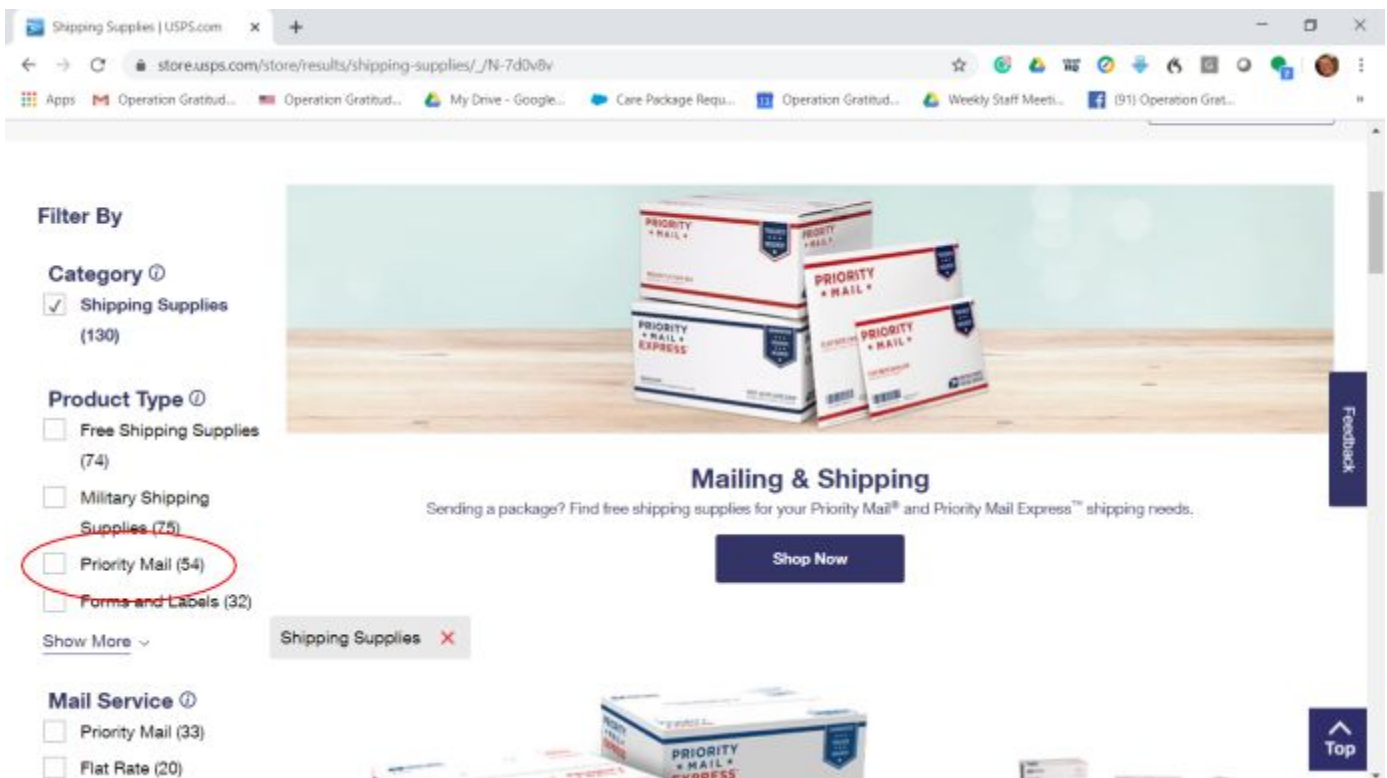 Shipping Supplies | USPS.com
store.usps.com/store/results/shipping-supplies/_/N-7d0v8v
Apps Operation Gratitud... Operation Gratitud... My Drive - Google... Care Package Requ... Operation Gratitud... Weekly Staff Meeti... (91) Operation Grat...
Filter By
Category
Shipping Supplies
(130)
Product Type
Free Shipping Supplies
(74)
Military Shipping
Supplies (75)
Priority Mail (54)
Forms and Labels (32)
Show More
Mail Service
Priority Mail (33)
Flat Rate (20)
PRIORITY
MAIL
PRIORITY
MAIL
PRIORITY
MAIL
EXPRESS
PRIORITY
MAIL
PRIORITY
MAIL
Mailing & Shipping
Sending a package? Find free shipping supplies for your Priority Mail® and Priority Mail Express™ shipping needs.
Shop Now
Shipping Supplies
PRIORITY
MAIL
EXPRESS
Feedback
Top